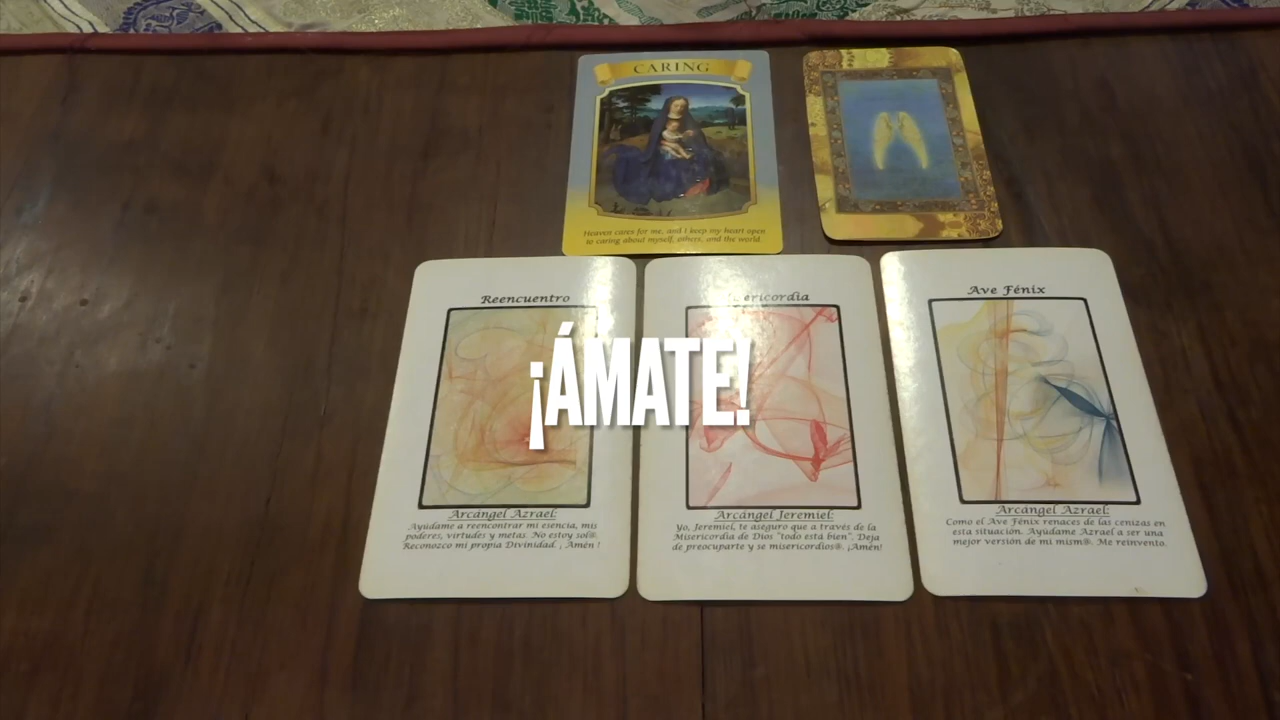 CARING
Heaven cares for me, and I keep my heart open
to caring about myself, others, and the world.
Reencuentro
Ave Fénix
¡ÁMATE!
Arcángel Azrael:
Ayúdame a reencontrar mi esencia, mis
poderes, virtudes y metas. No estoy sol@.
Reconozco mi propia Divinidad. ¡ Amén !
Arcángel Jeremiel:
Yo, Jeremiel, te aseguro que a través de la
Misericordia de Dios "todo está bien". Deja
de preocuparte y se misericordios@. ¡Amén!
Arcángel Azrael:
Como el Ave Fénix renaces de las cenizas en
esta situación. Ayúdame Azrael a ser una
mejor versión de mi mism@. Me reinvento.